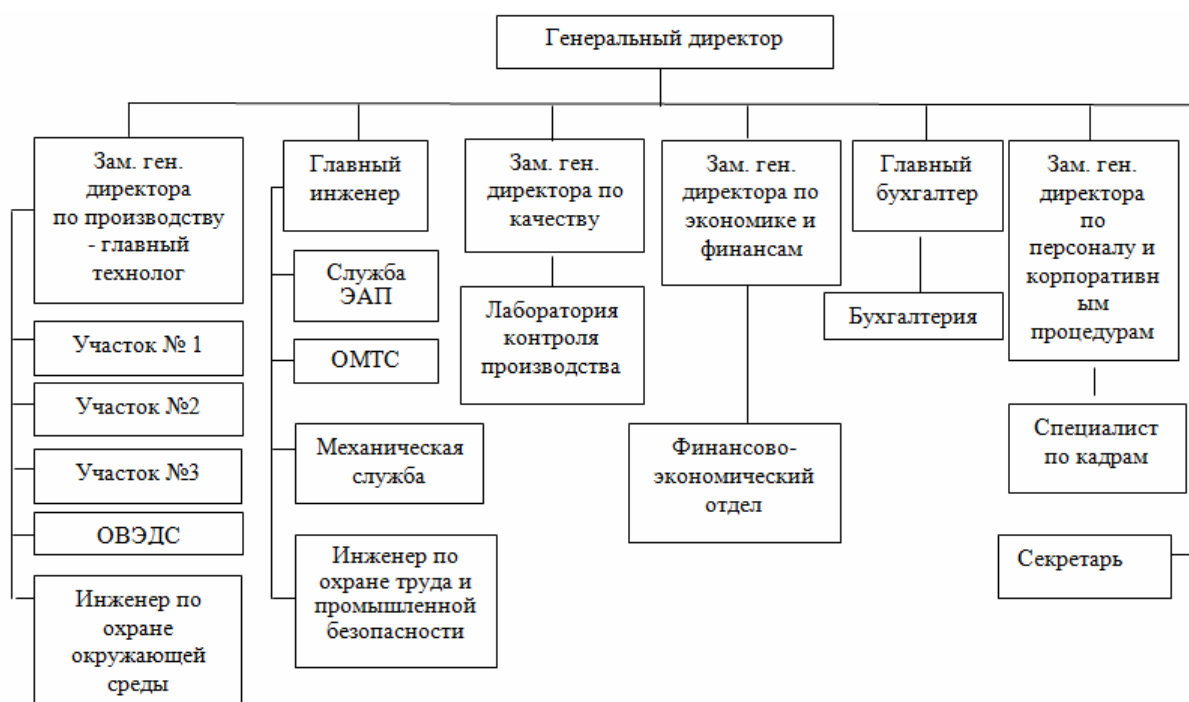 Генеральный директор
Зам. ген.
директора
по производству
- главный
технолог
Участок № 1
Участок №2
Участок №3
ОВЭДС
Инженер по
охране
окружающей
среды
Главный
инженер
Служба
ЭАП
ОМТС
Механическая
служба
Инженер по
охране труда и
промышленной
безопасности
Зам. ген.
директора по
качеству
Лаборатория
контроля
производства
Зам. ген.
директора по
экономике и
финансам
Финансово-
экономический
отдел
Главный
бухгалтер
Бухгалтерия
Зам. ген.
директора
по
персоналу и
корпоративн
ым
процедурам
Специалист
по кадрам
Секретарь